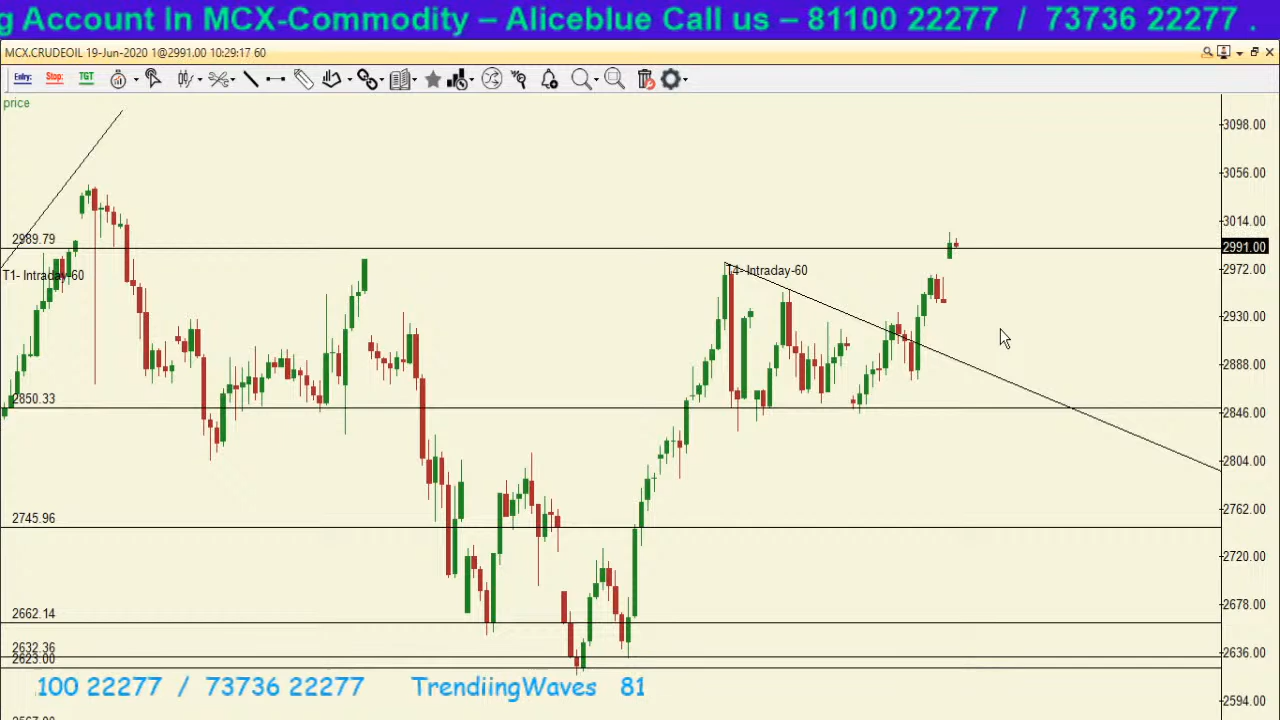 g Account In MCX-Commodity – Aliceblue Call us – 81100 22277 / 73736 22277 .
MCX.CRUDEOIL 19-Jun-2020 1@2991.00 10:29:17 60
Entry: Stop: TGT
price
3098.00
3056.00
3014.00
2989.79
2991.00
T1- Intraday-60
T4- Intraday-60
2972.00
2930.00
2888.00
2850.33
2846.00
2804.00
2762.00
2745.96
2720.00
2678.00
2662.14
2632.36
2636.00
2623.00
100 22277 / 73736 22277 TrendiingWaves 81
2594.00